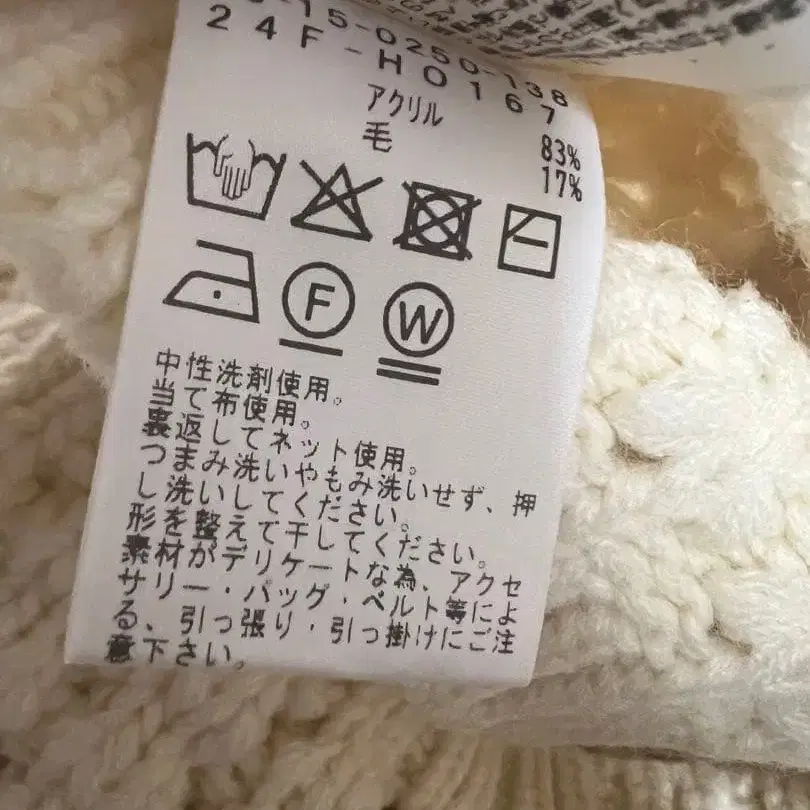 -15-0250-138
24F-H0167
アクリル 83%
毛 17%
F W
中性洗剤使用。
当て布使用。
裏返してネット使用。
つまみ洗いやもみ洗いせず、押
し洗いしてください。
形を整えて干してください。
素材がデリケートな為、アクセ
サリー・バッグ・ベルト等によ
る、引っ張り・引っ掛けにご注
意下さい。